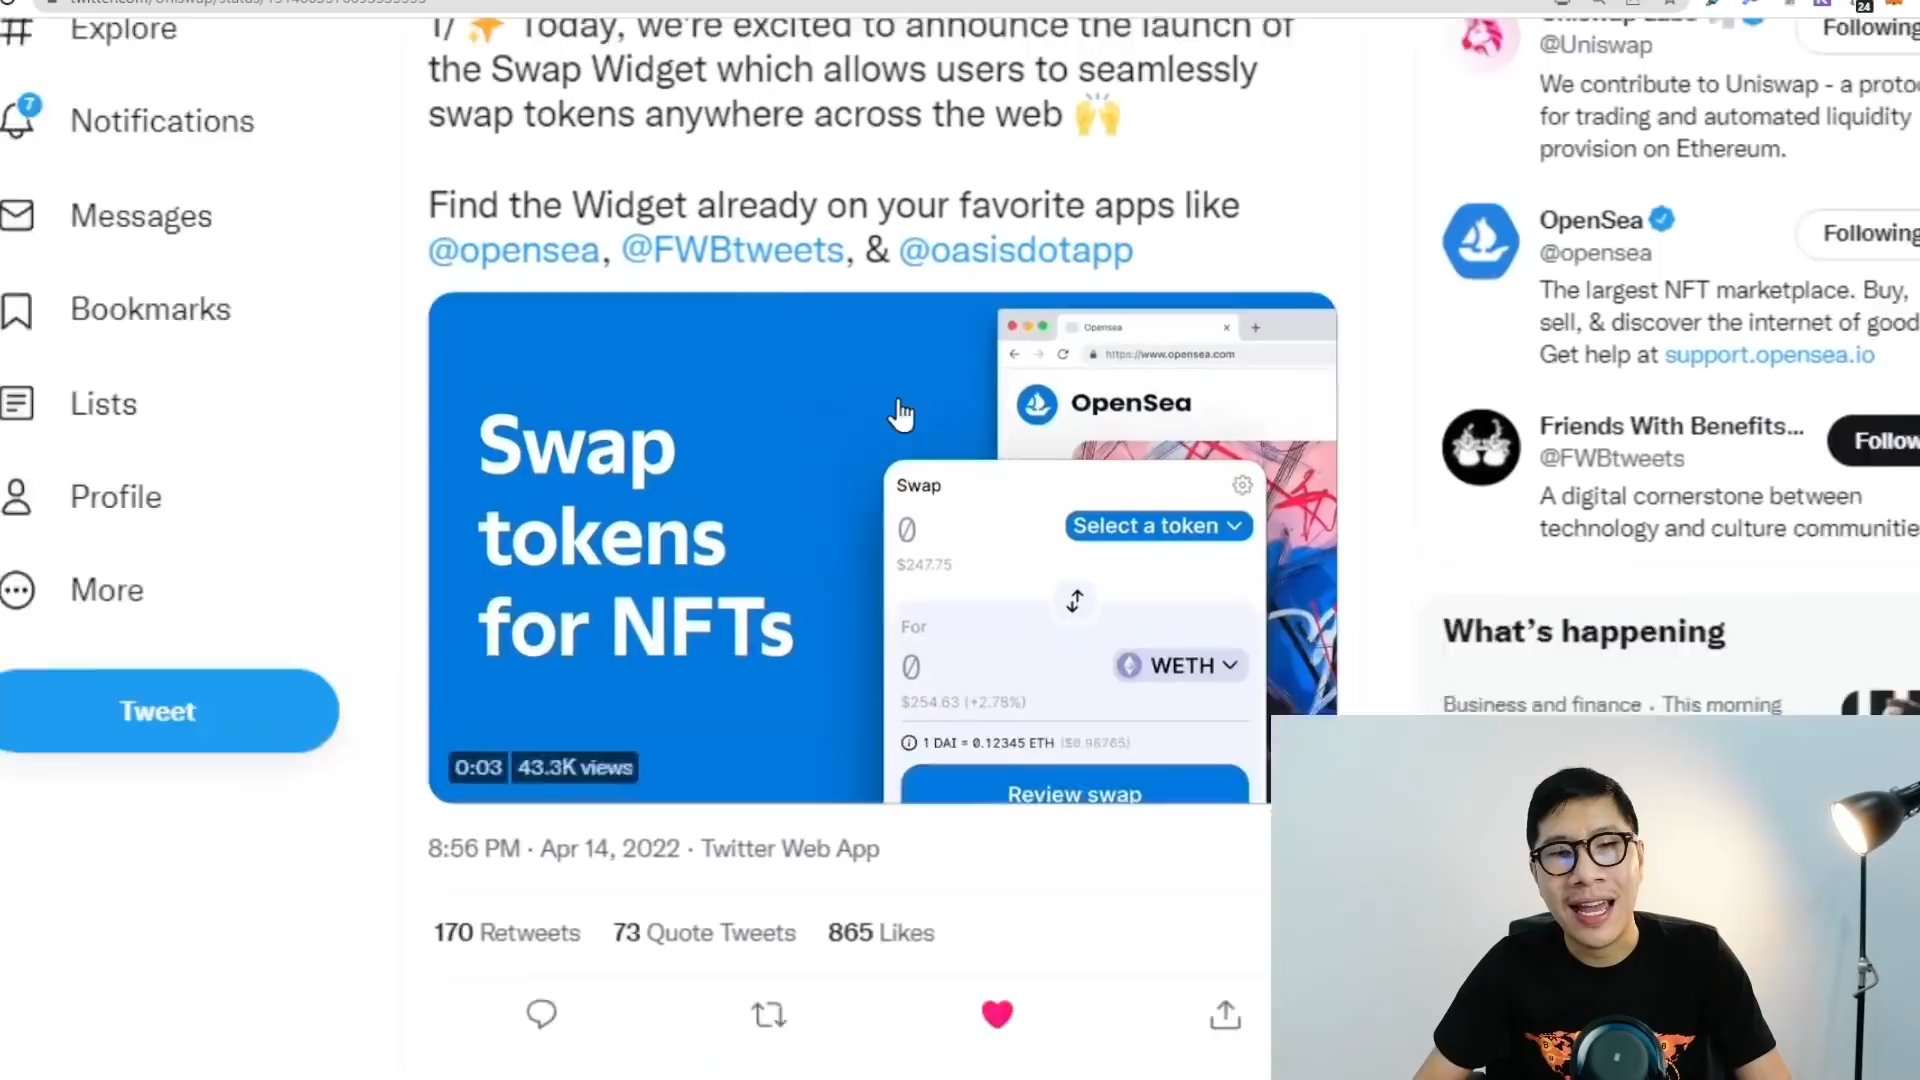 24
Explore
7
Notifications
Messages
Bookmarks
Lists
Profile
More
Tweet
1/ ✨ Today, we're excited to announce the launch of
the Swap Widget which allows users to seamlessly
swap tokens anywhere across the web 🙌
Find the Widget already on your favorite apps like
@opensea, @FWBtweets, & @oasisdotapp
Swap
tokens
for NFTs
0:03 43.3K views
Opensea
https://www.opensea.com
OpenSea
Swap
0 Select a token
$247.75
For
0 WETH
$254.63 (+2.78%)
1 DAI = 0.12345 ETH ($0.98765)
Review swap
8:56 PM · Apr 14, 2022 · Twitter Web App
170 Retweets 73 Quote Tweets 865 Likes
@Uniswap
Following
We contribute to Uniswap - a proto
for trading and automated liquidity
provision on Ethereum.
OpenSea
@opensea
Following
The largest NFT marketplace. Buy,
sell, & discover the internet of good
Get help at support.opensea.io
Friends With Benefits...
@FWBtweets
Follow
A digital cornerstone between
technology and culture communitie
What's happening
Business and finance · This morning